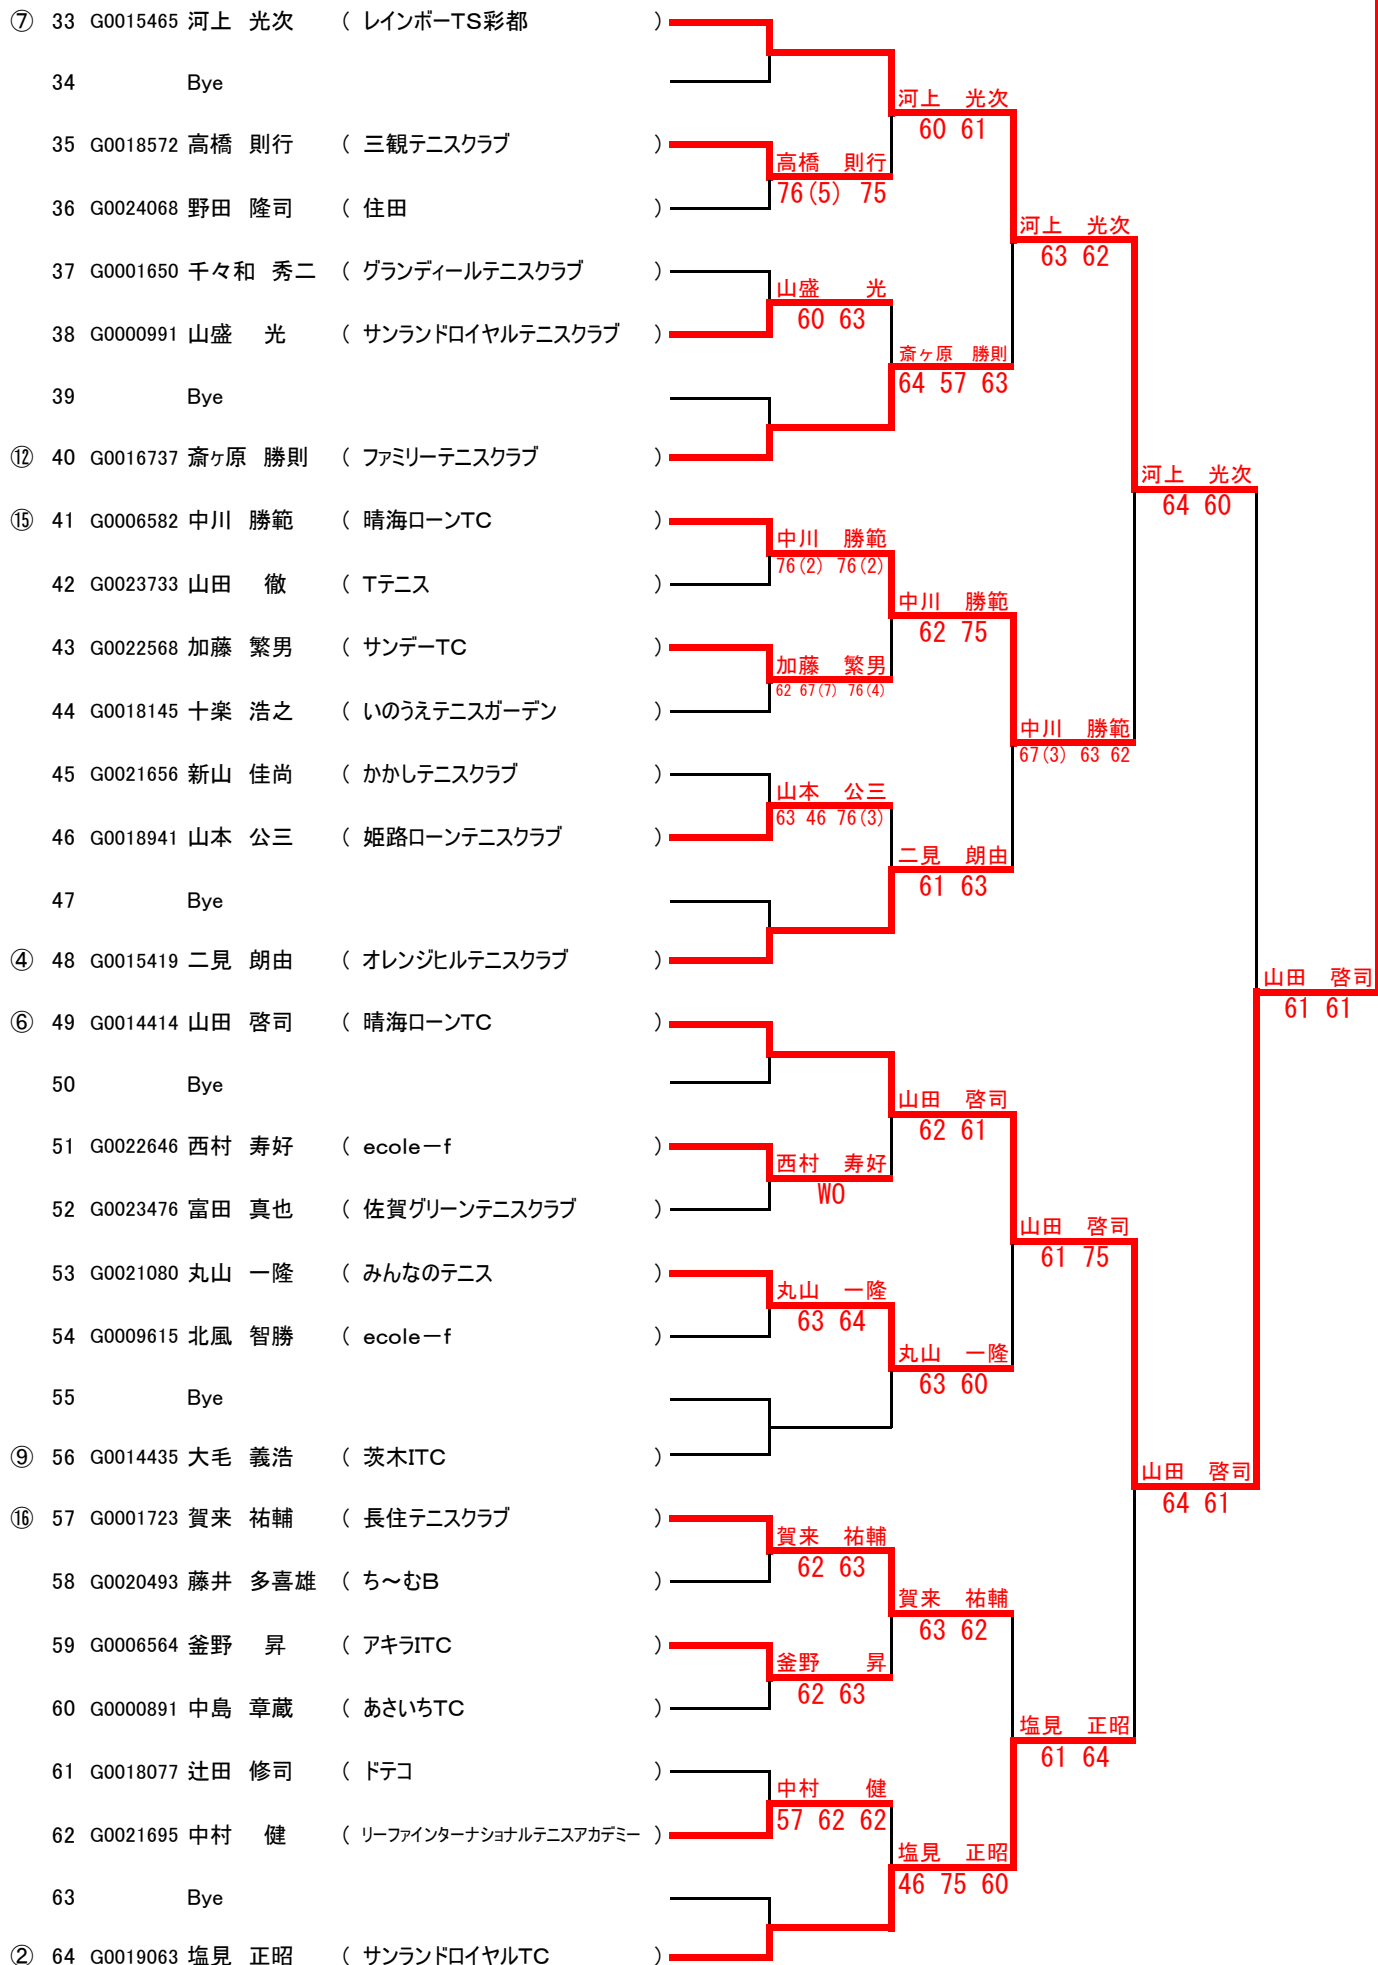 ⑦ 33 G0015465 河上 光次 ( レインボーTS彩都 )
34 Bye
河上 光次
60 61
35 G0018572 高橋 則行 ( 三観テニスクラブ )
高橋 則行
76(5) 75
36 G0024068 野田 隆司 ( 住田 )
河上 光次
63 62
37 G0001650 千々和 秀二 ( グランディールテニスクラブ )
山盛 光
60 63
38 G0000991 山盛 光 ( サンランドロイヤルテニスクラブ )
斎ヶ原 勝則
64 57 63
39 Bye
⑫ 40 G0016737 斎ヶ原 勝則 ( ファミリーテニスクラブ )
河上 光次
64 60
⑮ 41 G0006582 中川 勝範 ( 晴海ローンTC )
中川 勝範
76(2) 76(2)
42 G0023733 山田 徹 ( Tテニス )
中川 勝範
62 75
43 G0022568 加藤 繁男 ( サンデーTC )
加藤 繁男
62 67(7) 76(4)
44 G0018145 十楽 浩之 ( いのうえテニスガーデン )
中川 勝範
67(3) 63 62
45 G0021656 新山 佳尚 ( かかしテニスクラブ )
山本 公三
63 46 76(3)
46 G0018941 山本 公三 ( 姫路ローンテニスクラブ )
二見 朗由
61 63
47 Bye
④ 48 G0015419 二見 朗由 ( オレンジヒルテニスクラブ )
山田 啓司
61 61
⑥ 49 G0014414 山田 啓司 ( 晴海ローンTC )
50 Bye
山田 啓司
62 61
51 G0022646 西村 寿好 ( ecole−f )
西村 寿好
WO
52 G0023476 富田 真也 ( 佐賀グリーンテニスクラブ )
山田 啓司
61 75
53 G0021080 丸山 一隆 ( みんなのテニス )
丸山 一隆
63 64
54 G0009615 北風 智勝 ( ecole−f )
丸山 一隆
63 60
55 Bye
⑨ 56 G0014435 大毛 義浩 ( 茨木ITC )
山田 啓司
64 61
⑯ 57 G0001723 賀来 祐輔 ( 長住テニスクラブ )
賀来 祐輔
62 63
58 G0020493 藤井 多喜雄 ( ち～むB )
賀来 祐輔
63 62
59 G0006564 釜野 昇 ( アキラITC )
釜野 昇
62 63
60 G0000891 中島 章蔵 ( あさいちTC )
塩見 正昭
61 64
61 G0018077 辻田 修司 ( ドテコ )
中村 健
57 62 62
62 G0021695 中村 健 ( リーファインターナショナルテニスアカデミー )
塩見 正昭
46 75 60
63 Bye
② 64 G0019063 塩見 正昭 ( サンランドロイヤルTC )